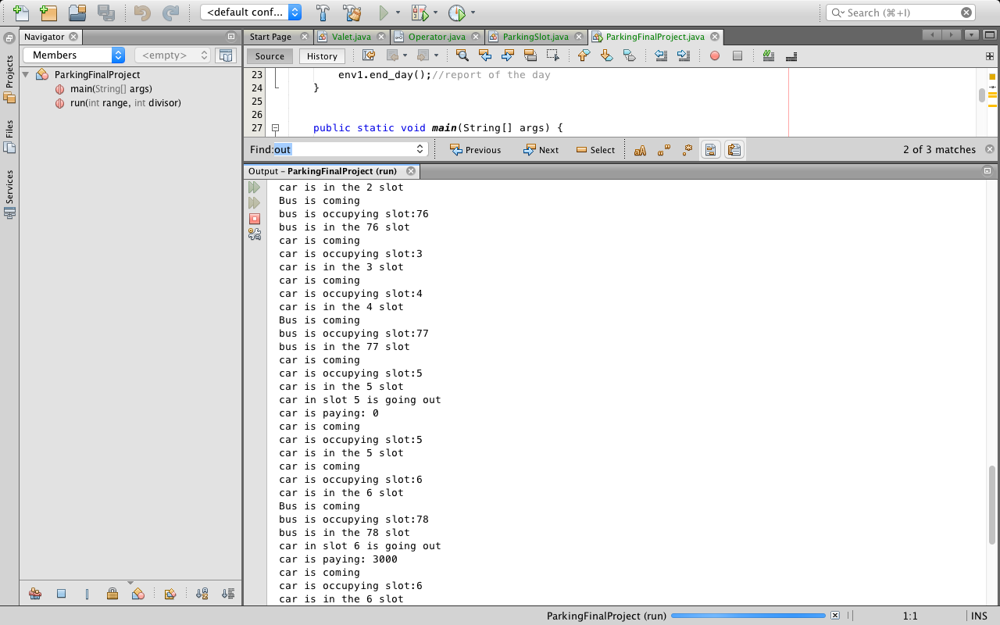 <default conf...
Search (⌘+I)
Navigator
Start Page
Valet.java
Operator.java
ParkingSlot.java
ParkingFinalProject.java
Members
<empty>
Source
History
Projects
Files
Services
ParkingFinalProject
main(String[] args)
run(int range, int divisor)
23 env1.end_day();//report of the day
24 }
25
26
27 public static void main(String[] args) {
Find: out
Previous
Next
Select
aA
2 of 3 matches
Output – ParkingFinalProject (run)
car is in the 2 slot
Bus is coming
bus is occupying slot:76
bus is in the 76 slot
car is coming
car is occupying slot:3
car is in the 3 slot
car is coming
car is occupying slot:4
car is in the 4 slot
Bus is coming
bus is occupying slot:77
bus is in the 77 slot
car is coming
car is occupying slot:5
car is in the 5 slot
car in slot 5 is going out
car is paying: 0
car is coming
car is occupying slot:5
car is in the 5 slot
car is coming
car is occupying slot:6
car is in the 6 slot
Bus is coming
bus is occupying slot:78
bus is in the 78 slot
car in slot 6 is going out
car is paying: 3000
car is coming
car is occupying slot:6
car is in the 6 slot
ParkingFinalProject (run)
1:1
INS